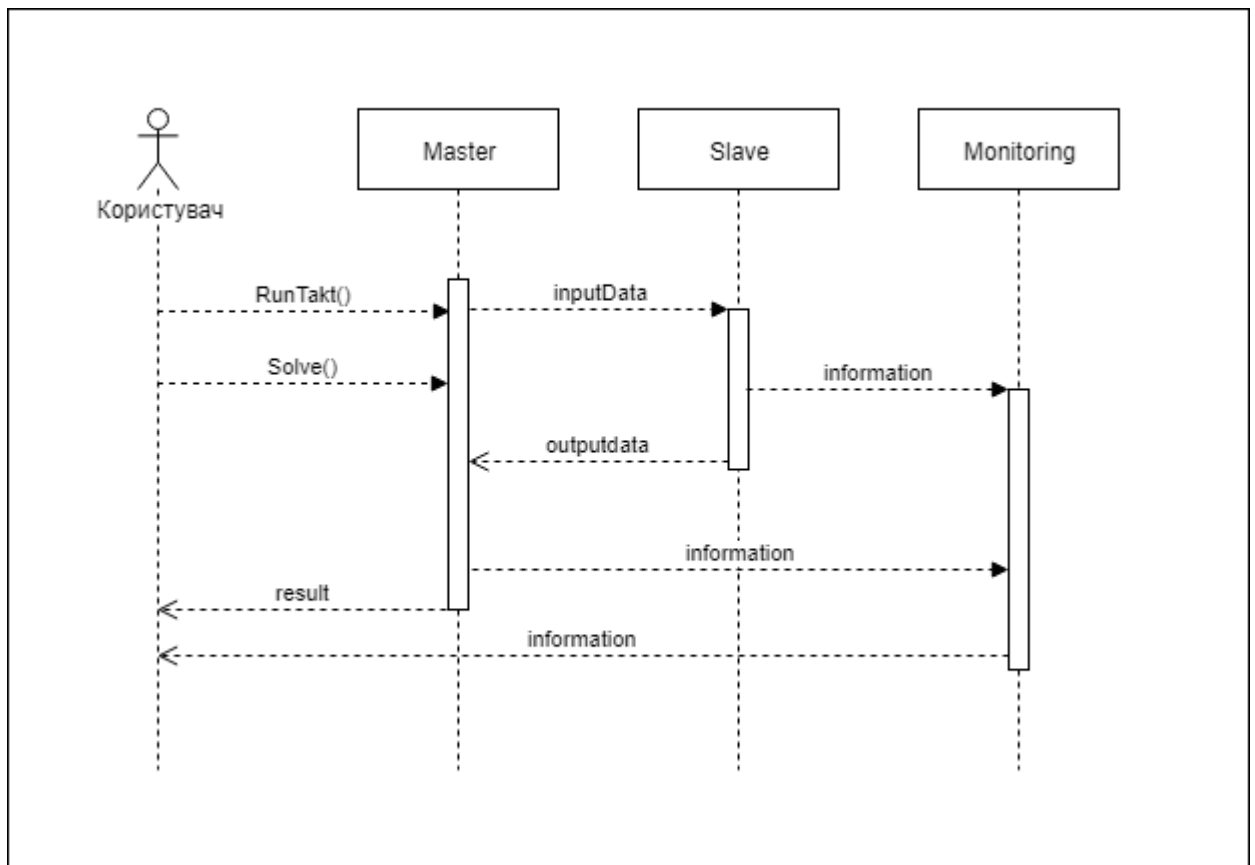 Master
Slave
Monitoring
Користувач
RunTakt()
inputData
Solve()
information
outputdata
information
result
information